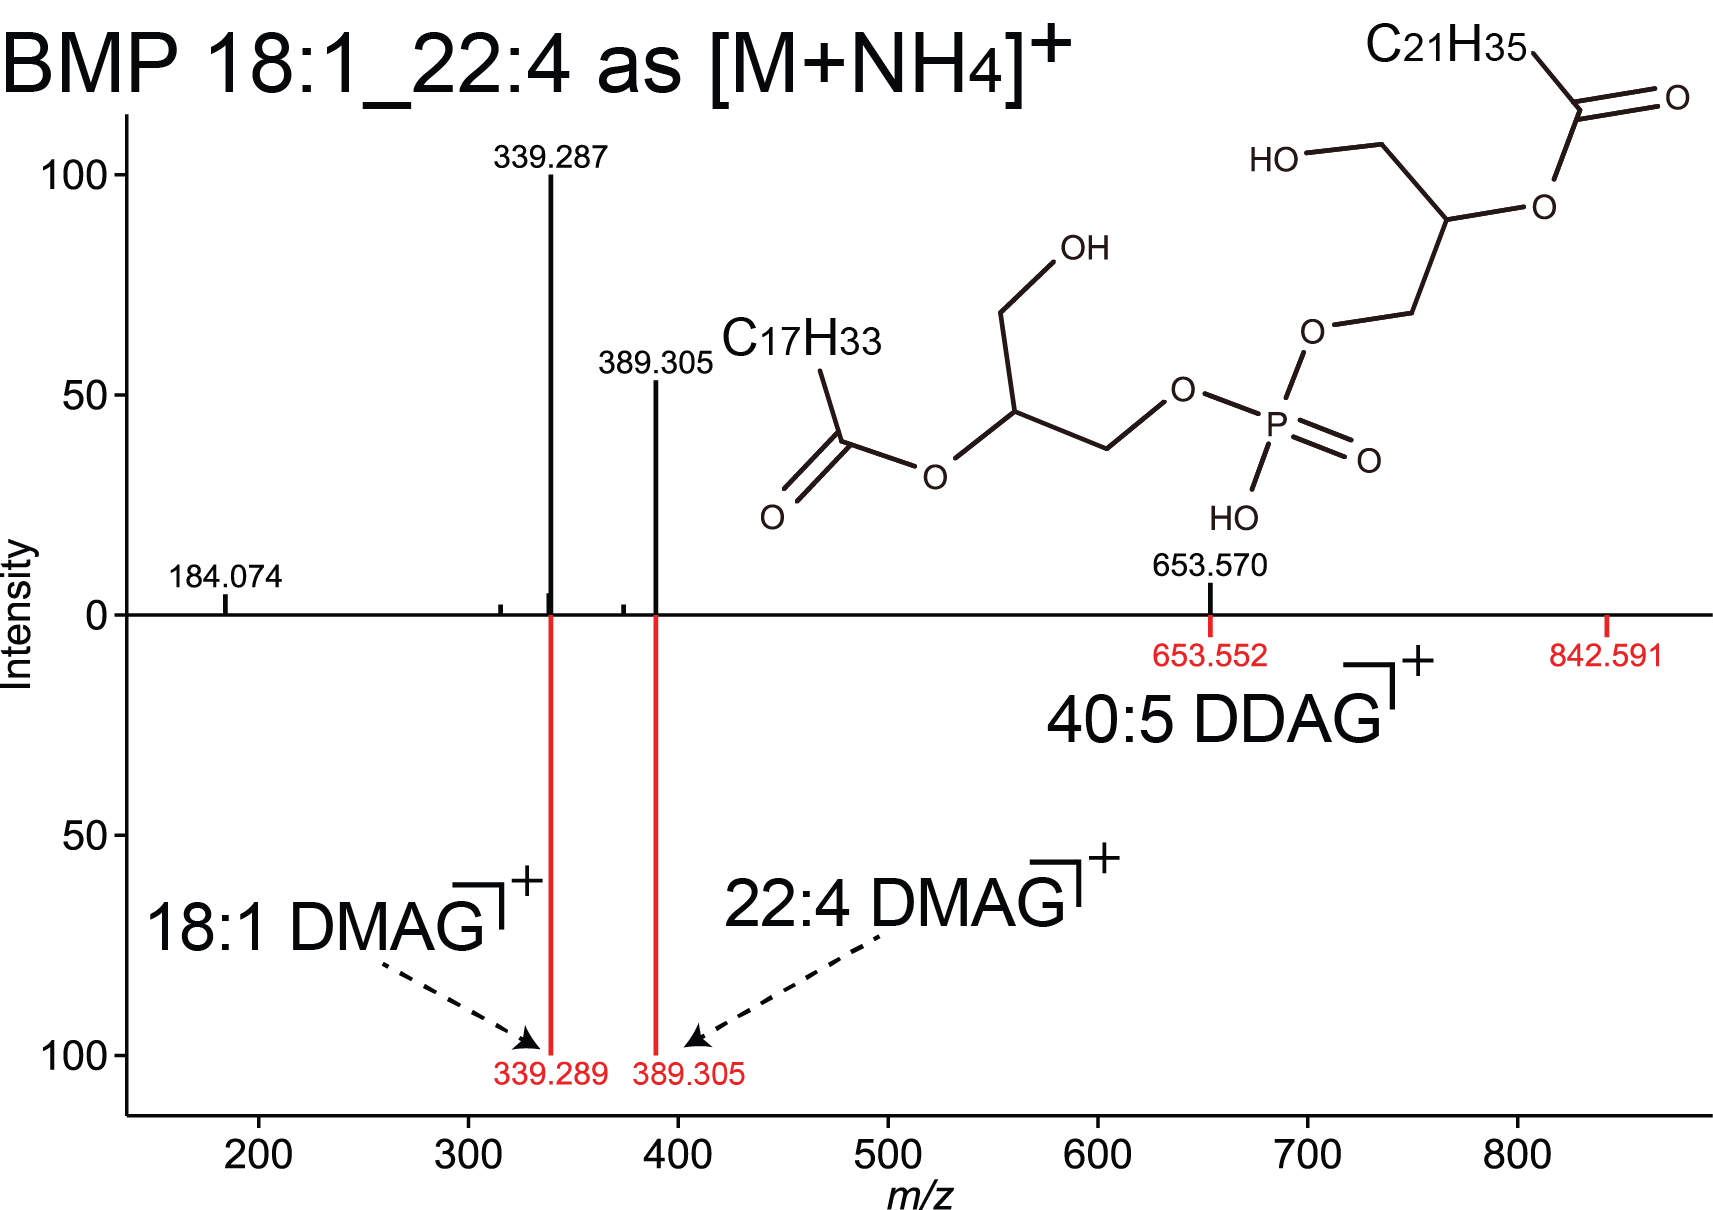 BMP 18:1_22:4 as [M+NH4]+
C21H35
O
HO
O
OH
C17H33
O
O
O
P
O
O
HO
339.287
389.305
184.074
653.570
100
50
0
50
100
Intensity
653.552
842.591
40:5 DDAG+
18:1 DMAG+
22:4 DMAG+
339.289
389.305
200
300
400
500
600
700
800
m/z